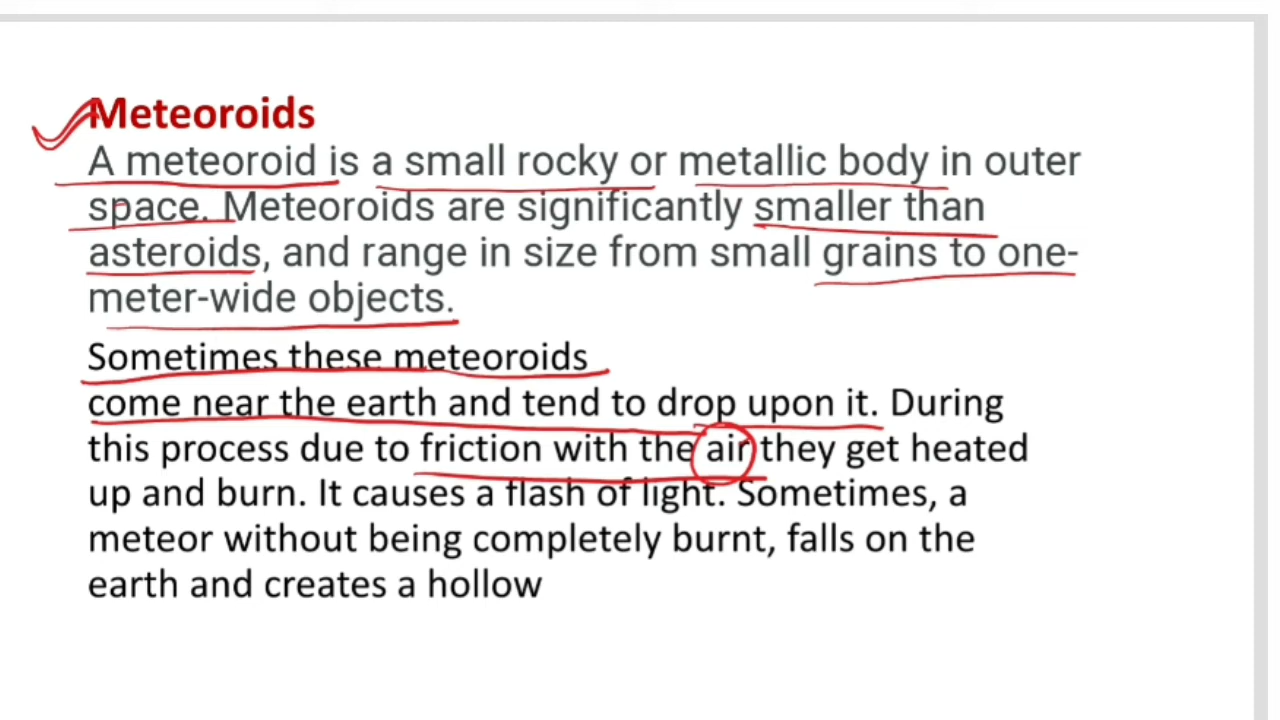 Meteoroids
A meteoroid is a small rocky or metallic body in outer
space. Meteoroids are significantly smaller than
asteroids, and range in size from small grains to one-
meter-wide objects.
Sometimes these meteoroids
come near the earth and tend to drop upon it. During
this process due to friction with the air they get heated
up and burn. It causes a flash of light. Sometimes, a
meteor without being completely burnt, falls on the
earth and creates a hollow